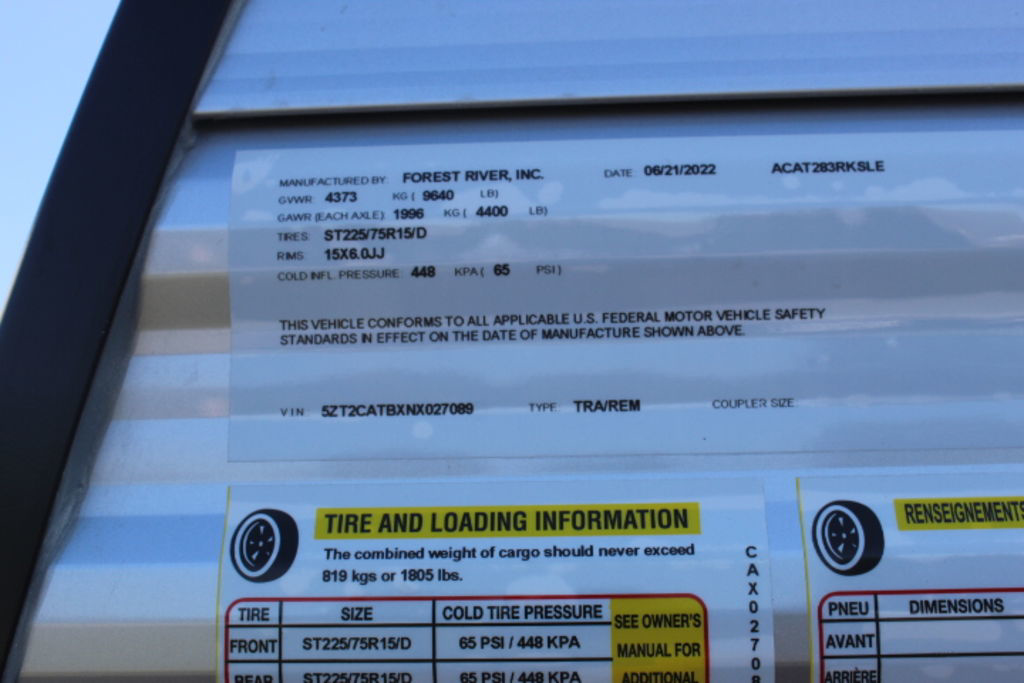 MANUFACTURED BY: FOREST RIVER, INC. DATE: 06/21/2022 ACAT283RKSLE
GVWR: 4373 KG ( 9640 LB)
GAWR (EACH AXLE): 1996 KG ( 4400 LB)
TIRES: ST225/75R15/D
RIMS: 15X6.0JJ
COLD INFL. PRESSURE: 448 KPA ( 65 PSI)
THIS VEHICLE CONFORMS TO ALL APPLICABLE U.S. FEDERAL MOTOR VEHICLE SAFETY
STANDARDS IN EFFECT ON THE DATE OF MANUFACTURE SHOWN ABOVE.
VIN: 5ZT2CATBXNX027089 TYPE: TRA/REM COUPLER SIZE:
TIRE AND LOADING INFORMATION
The combined weight of cargo should never exceed
819 kgs or 1805 lbs.
TIRE SIZE COLD TIRE PRESSURE SEE OWNER'S
FRONT ST225/75R15/D 65 PSI / 448 KPA MANUAL FOR
REAR ST225/75R15/D 65 PSI / 448 KPA ADDITIONAL
CAX02708
RENSEIGNEMENTS
PNEU DIMENSIONS
AVANT
ARRIÈRE